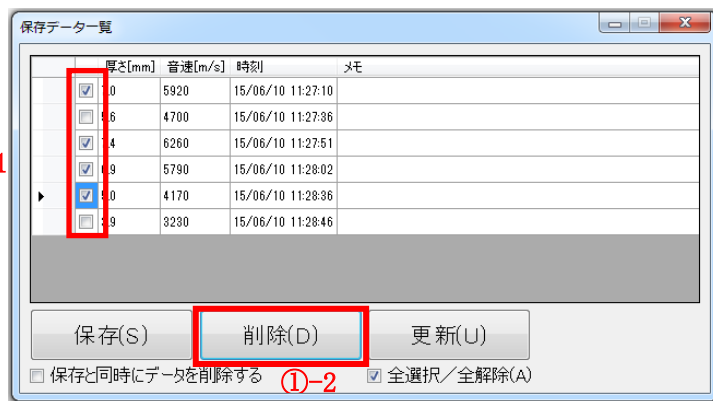 保存データ一覧
厚さ[mm] 音速[m/s] 時刻 メモ
5920 15/06/10 11:27:10
4700 15/06/10 11:27:36
6260 15/06/10 11:27:51
5790 15/06/10 11:28:02
4170 15/06/10 11:28:36
3230 15/06/10 11:28:46
保存(S) 削除(D) 更新(U)
保存と同時にデータを削除する ①-2 全選択/全解除(A)